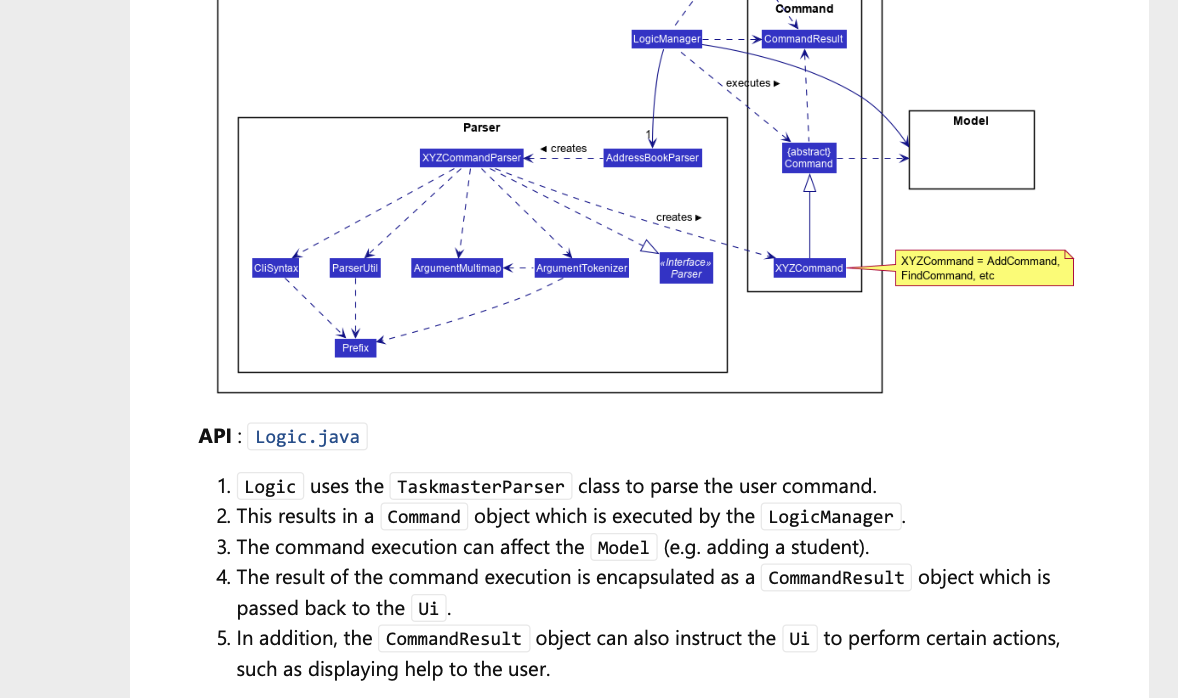 Command
LogicManager
CommandResult
executes ►
Model
Parser
1
◄ creates
XYZCommandParser
AddressBookParser
{abstract}
Command
creates ►
CliSyntax
ParserUtil
ArgumentMultimap
ArgumentTokenizer
«Interface»
Parser
XYZCommand
XYZCommand = AddCommand,
FindCommand, etc
Prefix
API : Logic.java
1. Logic uses the TaskmasterParser class to parse the user command.
2. This results in a Command object which is executed by the LogicManager.
3. The command execution can affect the Model (e.g. adding a student).
4. The result of the command execution is encapsulated as a CommandResult object which is
passed back to the Ui.
5. In addition, the CommandResult object can also instruct the Ui to perform certain actions,
such as displaying help to the user.